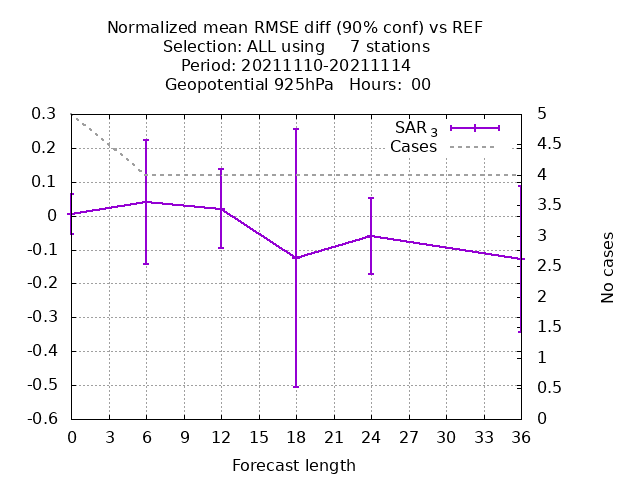 Normalized mean RMSE diff (90% conf) vs REF
Selection: ALL using     7 stations
Period: 20211110-20211114
Geopotential 925hPa   Hours:  00
SAR 3
Cases
0.3
0.2
0.1
0
-0.1
-0.2
-0.3
-0.4
-0.5
-0.6
5
4.5
4
3.5
3
2.5
2
1.5
1
0.5
0
No cases
0 3 6 9 12 15 18 21 24 27 30 33 36
Forecast length